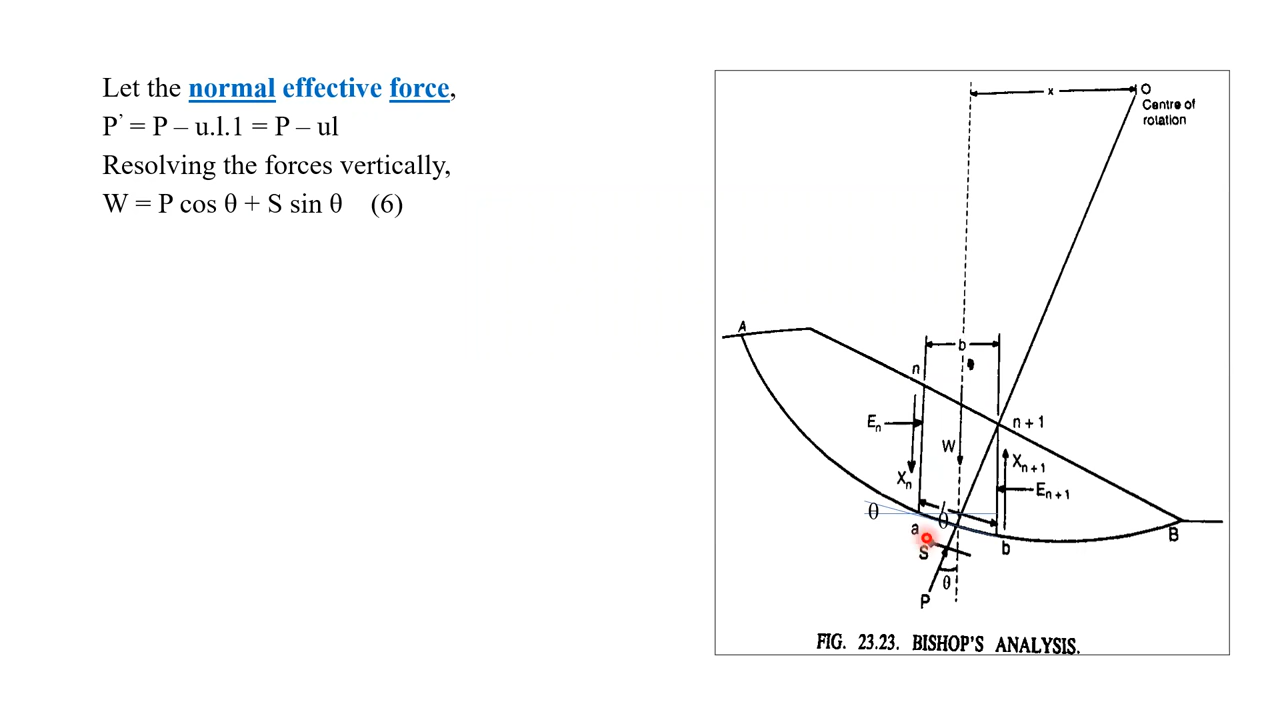 Let the normal effective force,
P’ = P – u.l.1 = P – ul
Resolving the forces vertically,
W = P cos θ + S sin θ (6)
x
O
Centre of
rotation
A
b
n
n + 1
En
W
Xn+1
Xn
En+1
θ
l
θ
a
B
S
b
θ
P
FIG. 23.23. BISHOP'S ANALYSIS.